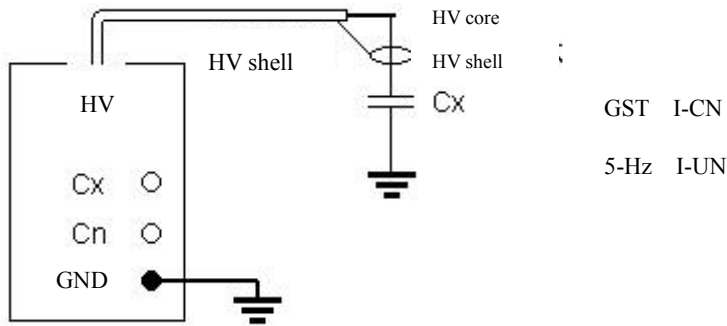 HV core
HV shell
HV shell
HV
Cx
GST I-CN
5-Hz I-UN
Cx
Cn
GND